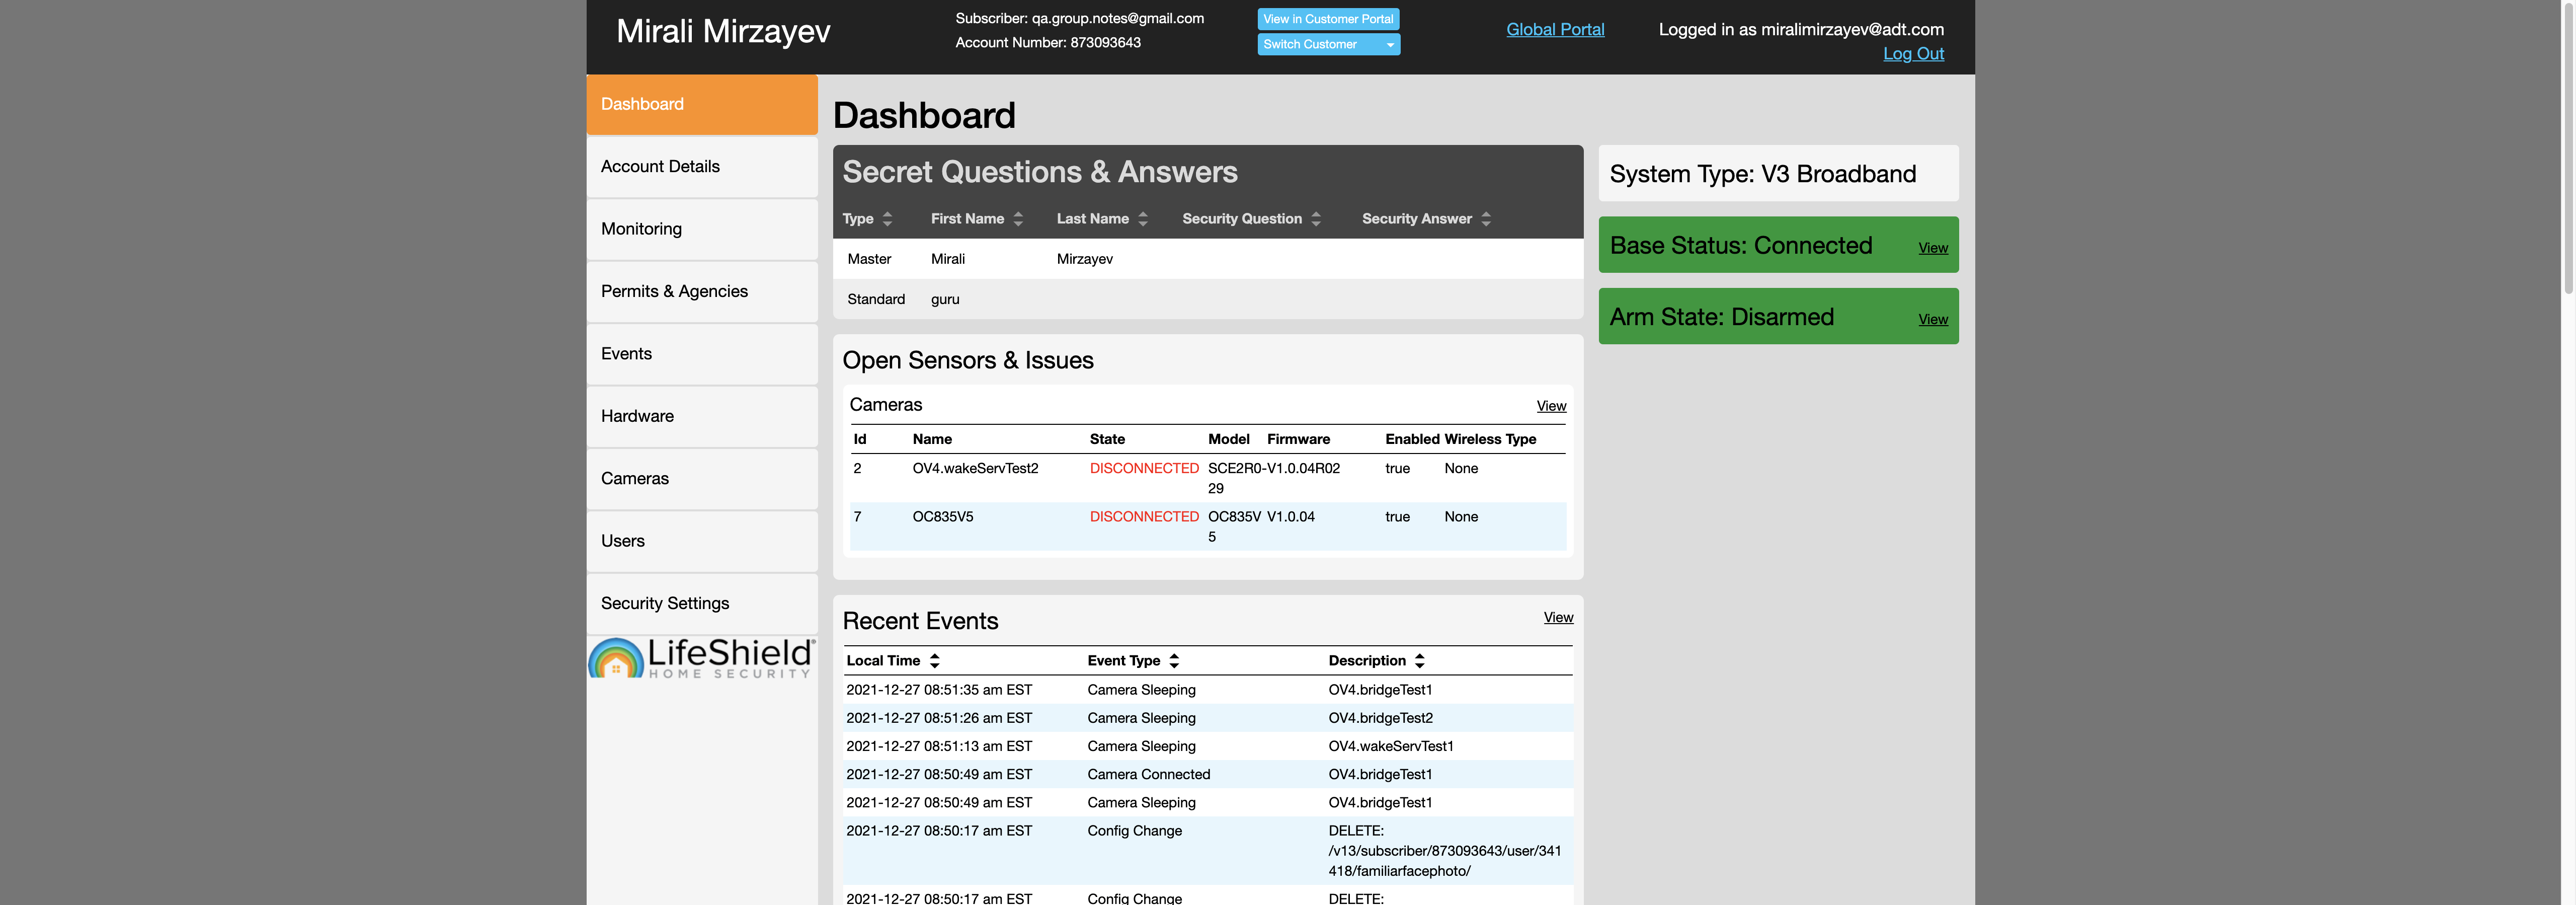 Mirali Mirzayev
Subscriber: qa.group.notes@gmail.com
Account Number: 873093643
View in Customer Portal
Switch Customer
Global Portal
Logged in as miralimirzayev@adt.com
Log Out
Dashboard
Account Details
Monitoring
Permits & Agencies
Events
Hardware
Cameras
Users
Security Settings
LifeShield®
HOME SECURITY
Dashboard
Secret Questions & Answers
Type First Name Last Name Security Question Security Answer
Master Mirali Mirzayev
Standard guru
Open Sensors & Issues
Cameras View
Id Name State Model Firmware Enabled Wireless Type
2 OV4.wakeServTest2 DISCONNECTED SCE2R0-V1.0.04R02 true None
29
7 OC835V5 DISCONNECTED OC835V V1.0.04 true None
5
Recent Events View
Local Time Event Type Description
2021-12-27 08:51:35 am EST Camera Sleeping OV4.bridgeTest1
2021-12-27 08:51:26 am EST Camera Sleeping OV4.bridgeTest2
2021-12-27 08:51:13 am EST Camera Sleeping OV4.wakeServTest1
2021-12-27 08:50:49 am EST Camera Connected OV4.bridgeTest1
2021-12-27 08:50:49 am EST Camera Sleeping OV4.bridgeTest1
2021-12-27 08:50:17 am EST Config Change DELETE:
/v13/subscriber/873093643/user/341
418/familiarfacephoto/
2021-12-27 08:50:17 am EST Config Change DELETE:
System Type: V3 Broadband
Base Status: Connected View
Arm State: Disarmed View